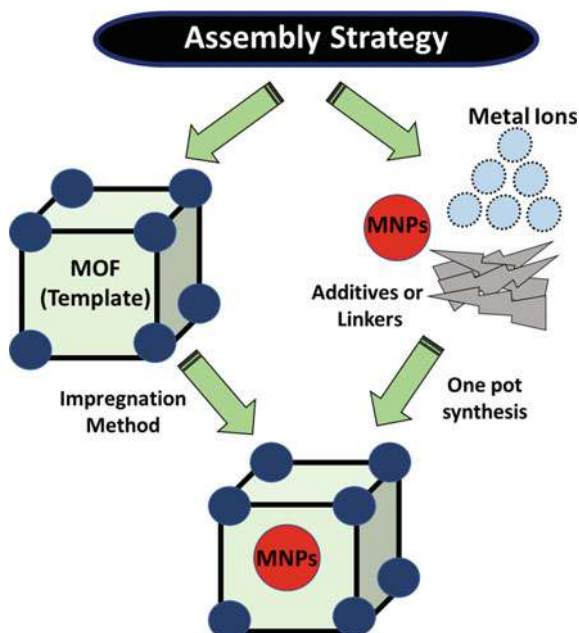 Assembly Strategy
Metal Ions
MNPs
MOF
(Template)
Additives or
Linkers
Impregnation
Method
One pot
synthesis
MNPs